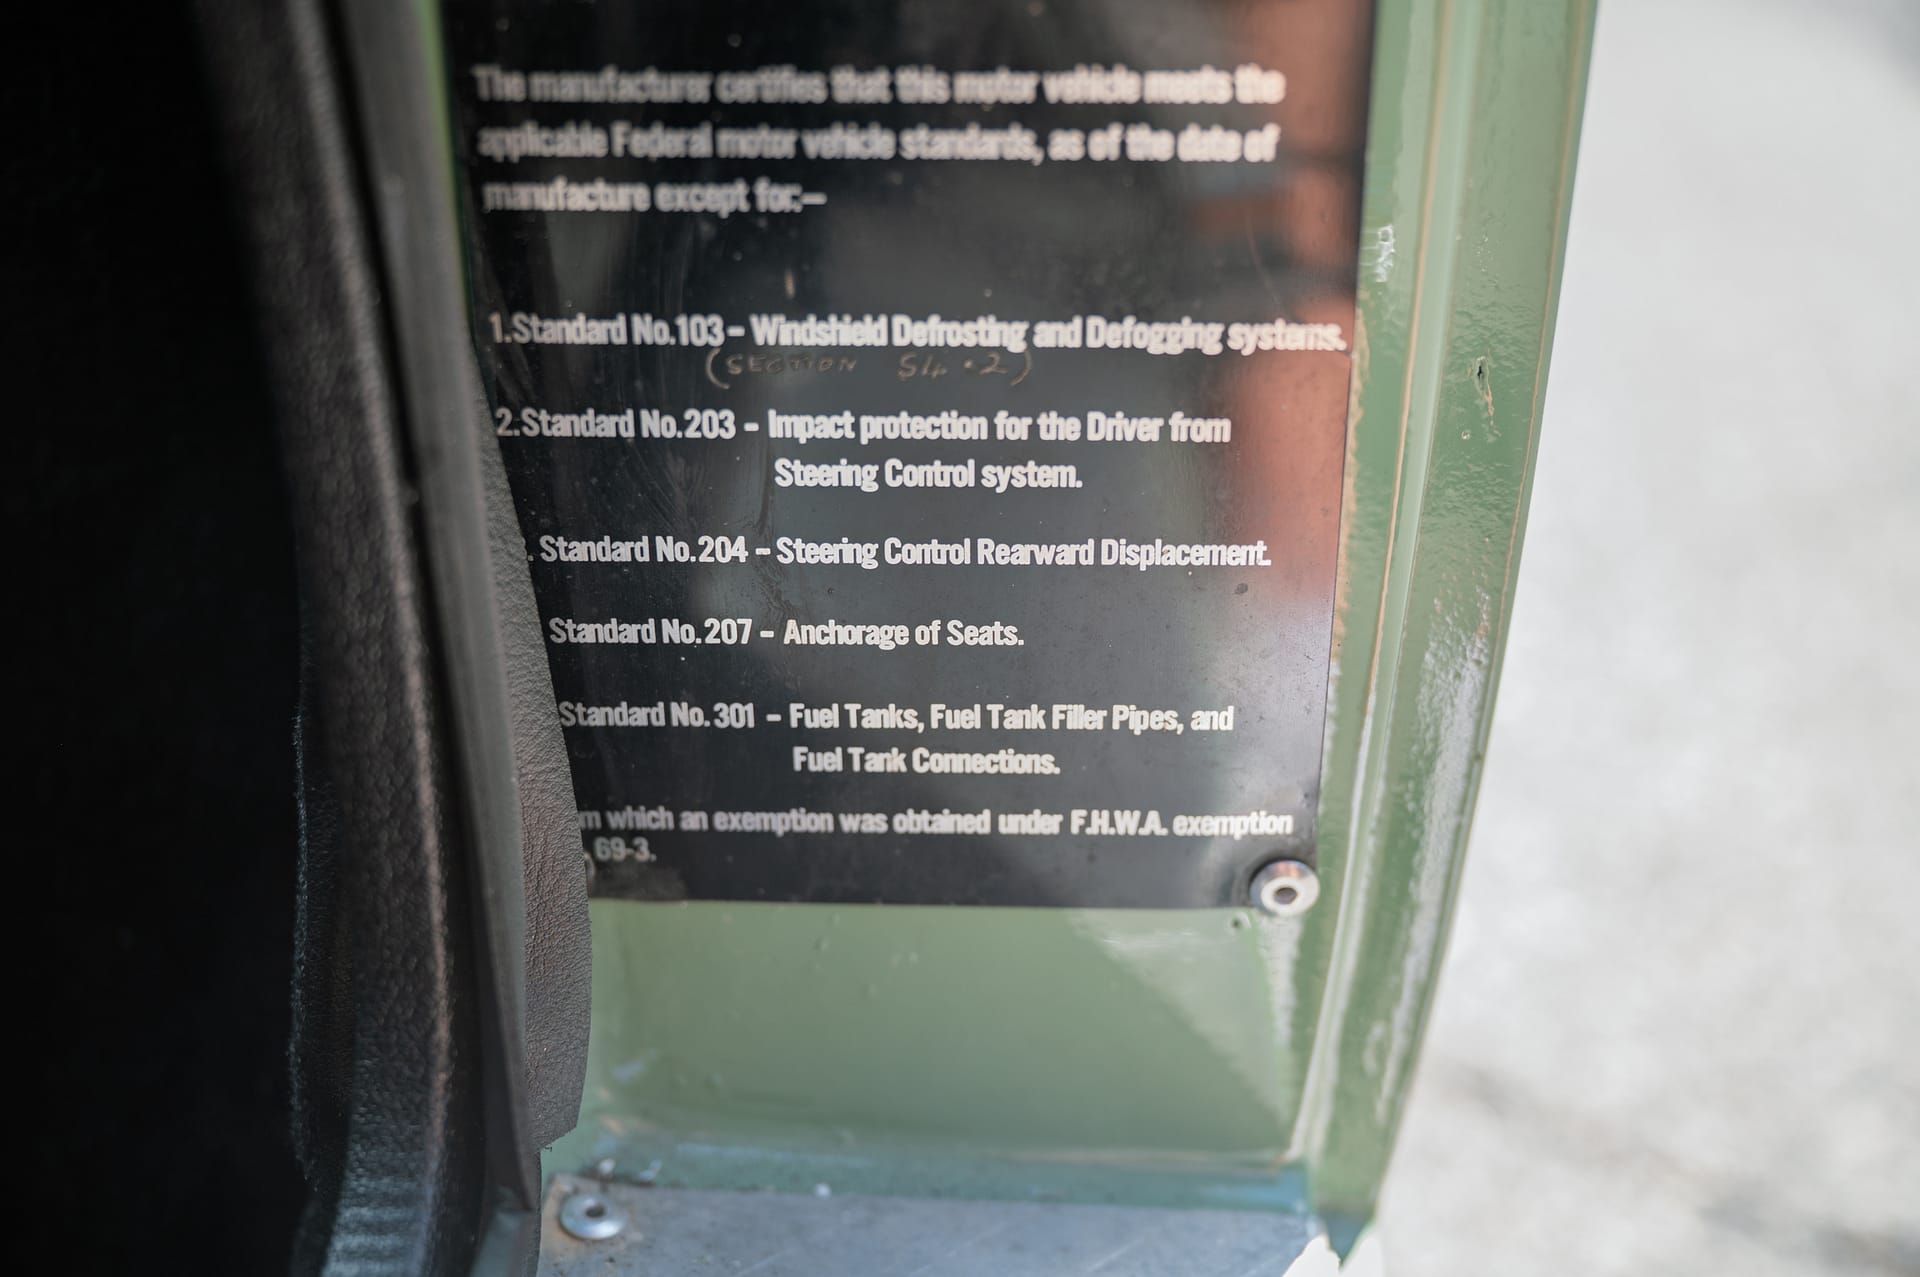 The manufacturer certifies that this motor vehicle meets the
applicable Federal motor vehicle standards, as of the date of
manufacture except for:—
1. Standard No. 103 – Windshield Defrosting and Defogging systems.
(SECTION S4.2)
2. Standard No. 203 – Impact protection for the Driver from
Steering Control system.
. Standard No. 204 – Steering Control Rearward Displacement.
Standard No. 207 – Anchorage of Seats.
Standard No. 301 – Fuel Tanks, Fuel Tank Filler Pipes, and
Fuel Tank Connections.
m which an exemption was obtained under F.H.W.A. exemption
69-3.